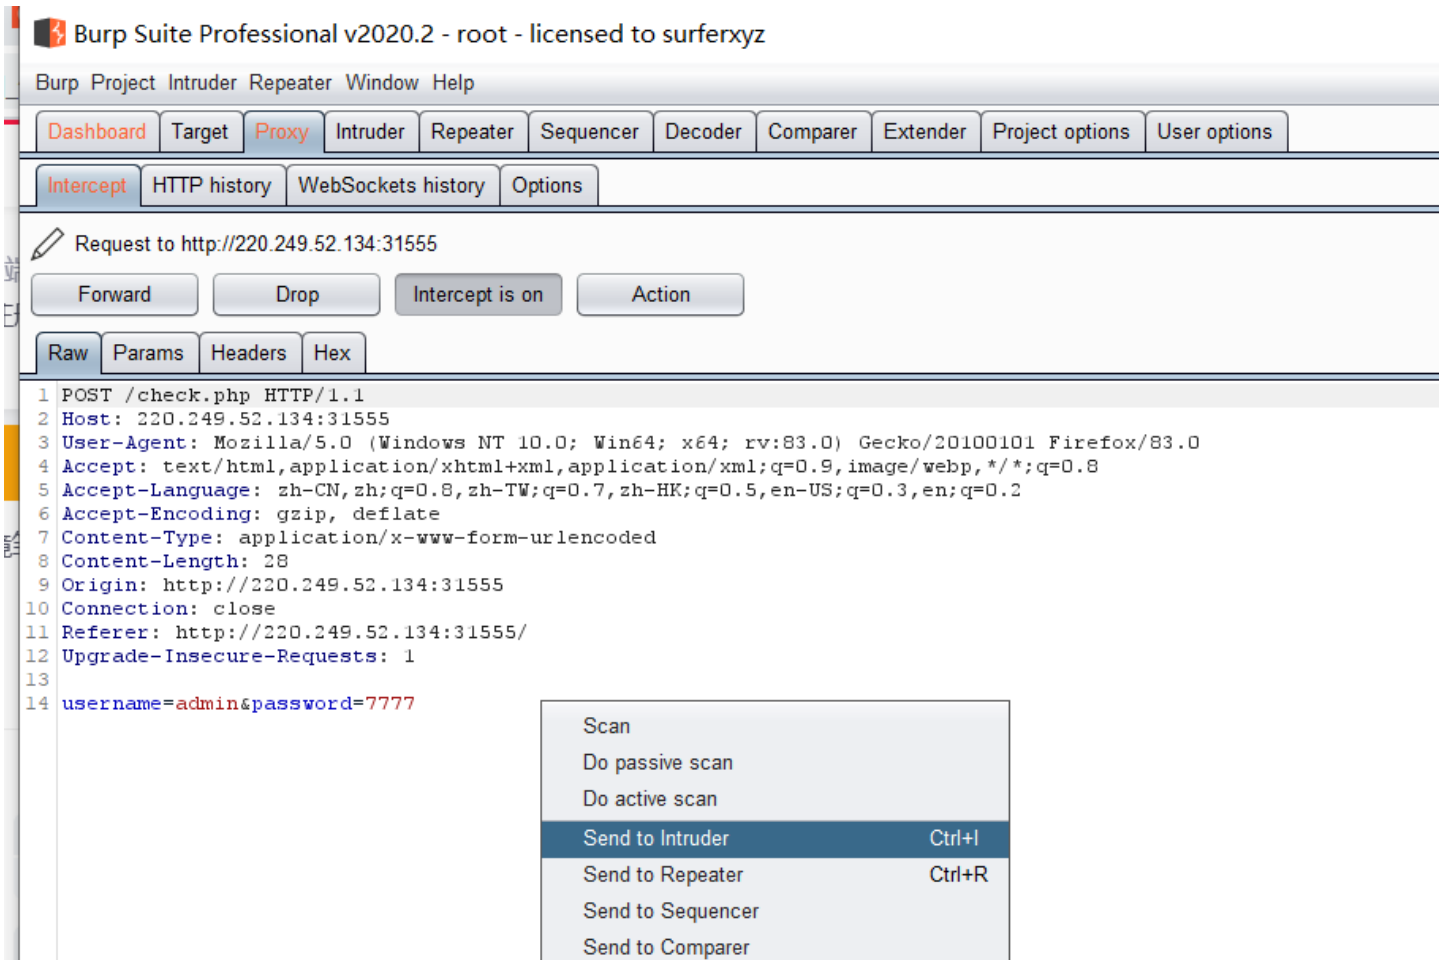 Burp Suite Professional v2020.2 - root - licensed to surferxyz
Burp Project Intruder Repeater Window Help
Dashboard Target Proxy Intruder Repeater Sequencer Decoder Comparer Extender Project options User options
Intercept HTTP history WebSockets history Options
Request to http://220.249.52.134:31555
Forward Drop Intercept is on Action
Raw Params Headers Hex
1 POST /check.php HTTP/1.1
2 Host: 220.249.52.134:31555
3 User-Agent: Mozilla/5.0 (Windows NT 10.0; Win64; x64; rv:83.0) Gecko/20100101 Firefox/83.0
4 Accept: text/html,application/xhtml+xml,application/xml;q=0.9,image/webp,*/*;q=0.8
5 Accept-Language: zh-CN,zh;q=0.8,zh-TW;q=0.7,zh-HK;q=0.5,en-US;q=0.3,en;q=0.2
6 Accept-Encoding: gzip, deflate
7 Content-Type: application/x-www-form-urlencoded
8 Content-Length: 28
9 Origin: http://220.249.52.134:31555
10 Connection: close
11 Referer: http://220.249.52.134:31555/
12 Upgrade-Insecure-Requests: 1
13
14 username=admin&password=7777
Scan
Do passive scan
Do active scan
Send to Intruder Ctrl+I
Send to Repeater Ctrl+R
Send to Sequencer
Send to Comparer